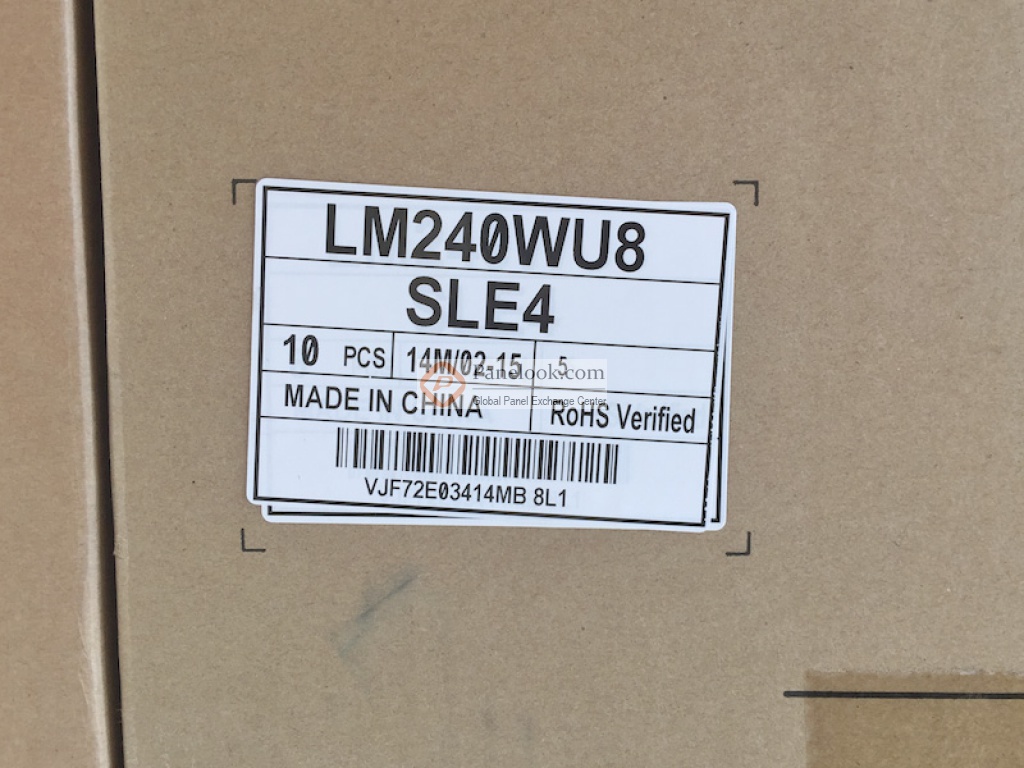 LM240WU8
SLE4
10 PCS 14M/03-15 5
Panelook.com
Global Panel Exchange Center
MADE IN CHINA RoHS Verified
VJF72E03414MB 8L1